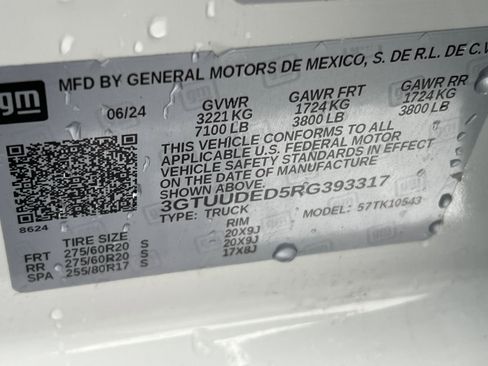 gm
MFD BY GENERAL MOTORS DE MEXICO, S. DE R.L. DE C.V
06/24 GVWR GAWR FRT GAWR RR
3221 KG 1724 KG 1724 KG
7100 LB 3800 LB 3800 LB
THIS VEHICLE CONFORMS TO ALL
APPLICABLE U.S. FEDERAL MOTOR
VEHICLE SAFETY STANDARDS IN EFFECT
ON THE DATE OF MANUFACTURE
SHOWN ABOVE.
3GTUUDED5RG393317
TYPE: TRUCK MODEL: 57TK10543
8624
TIRE SIZE RIM
FRT 275/60R20 S 20X9J
RR 275/60R20 S 20X9J
SPA 255/80R17 S 17X8J